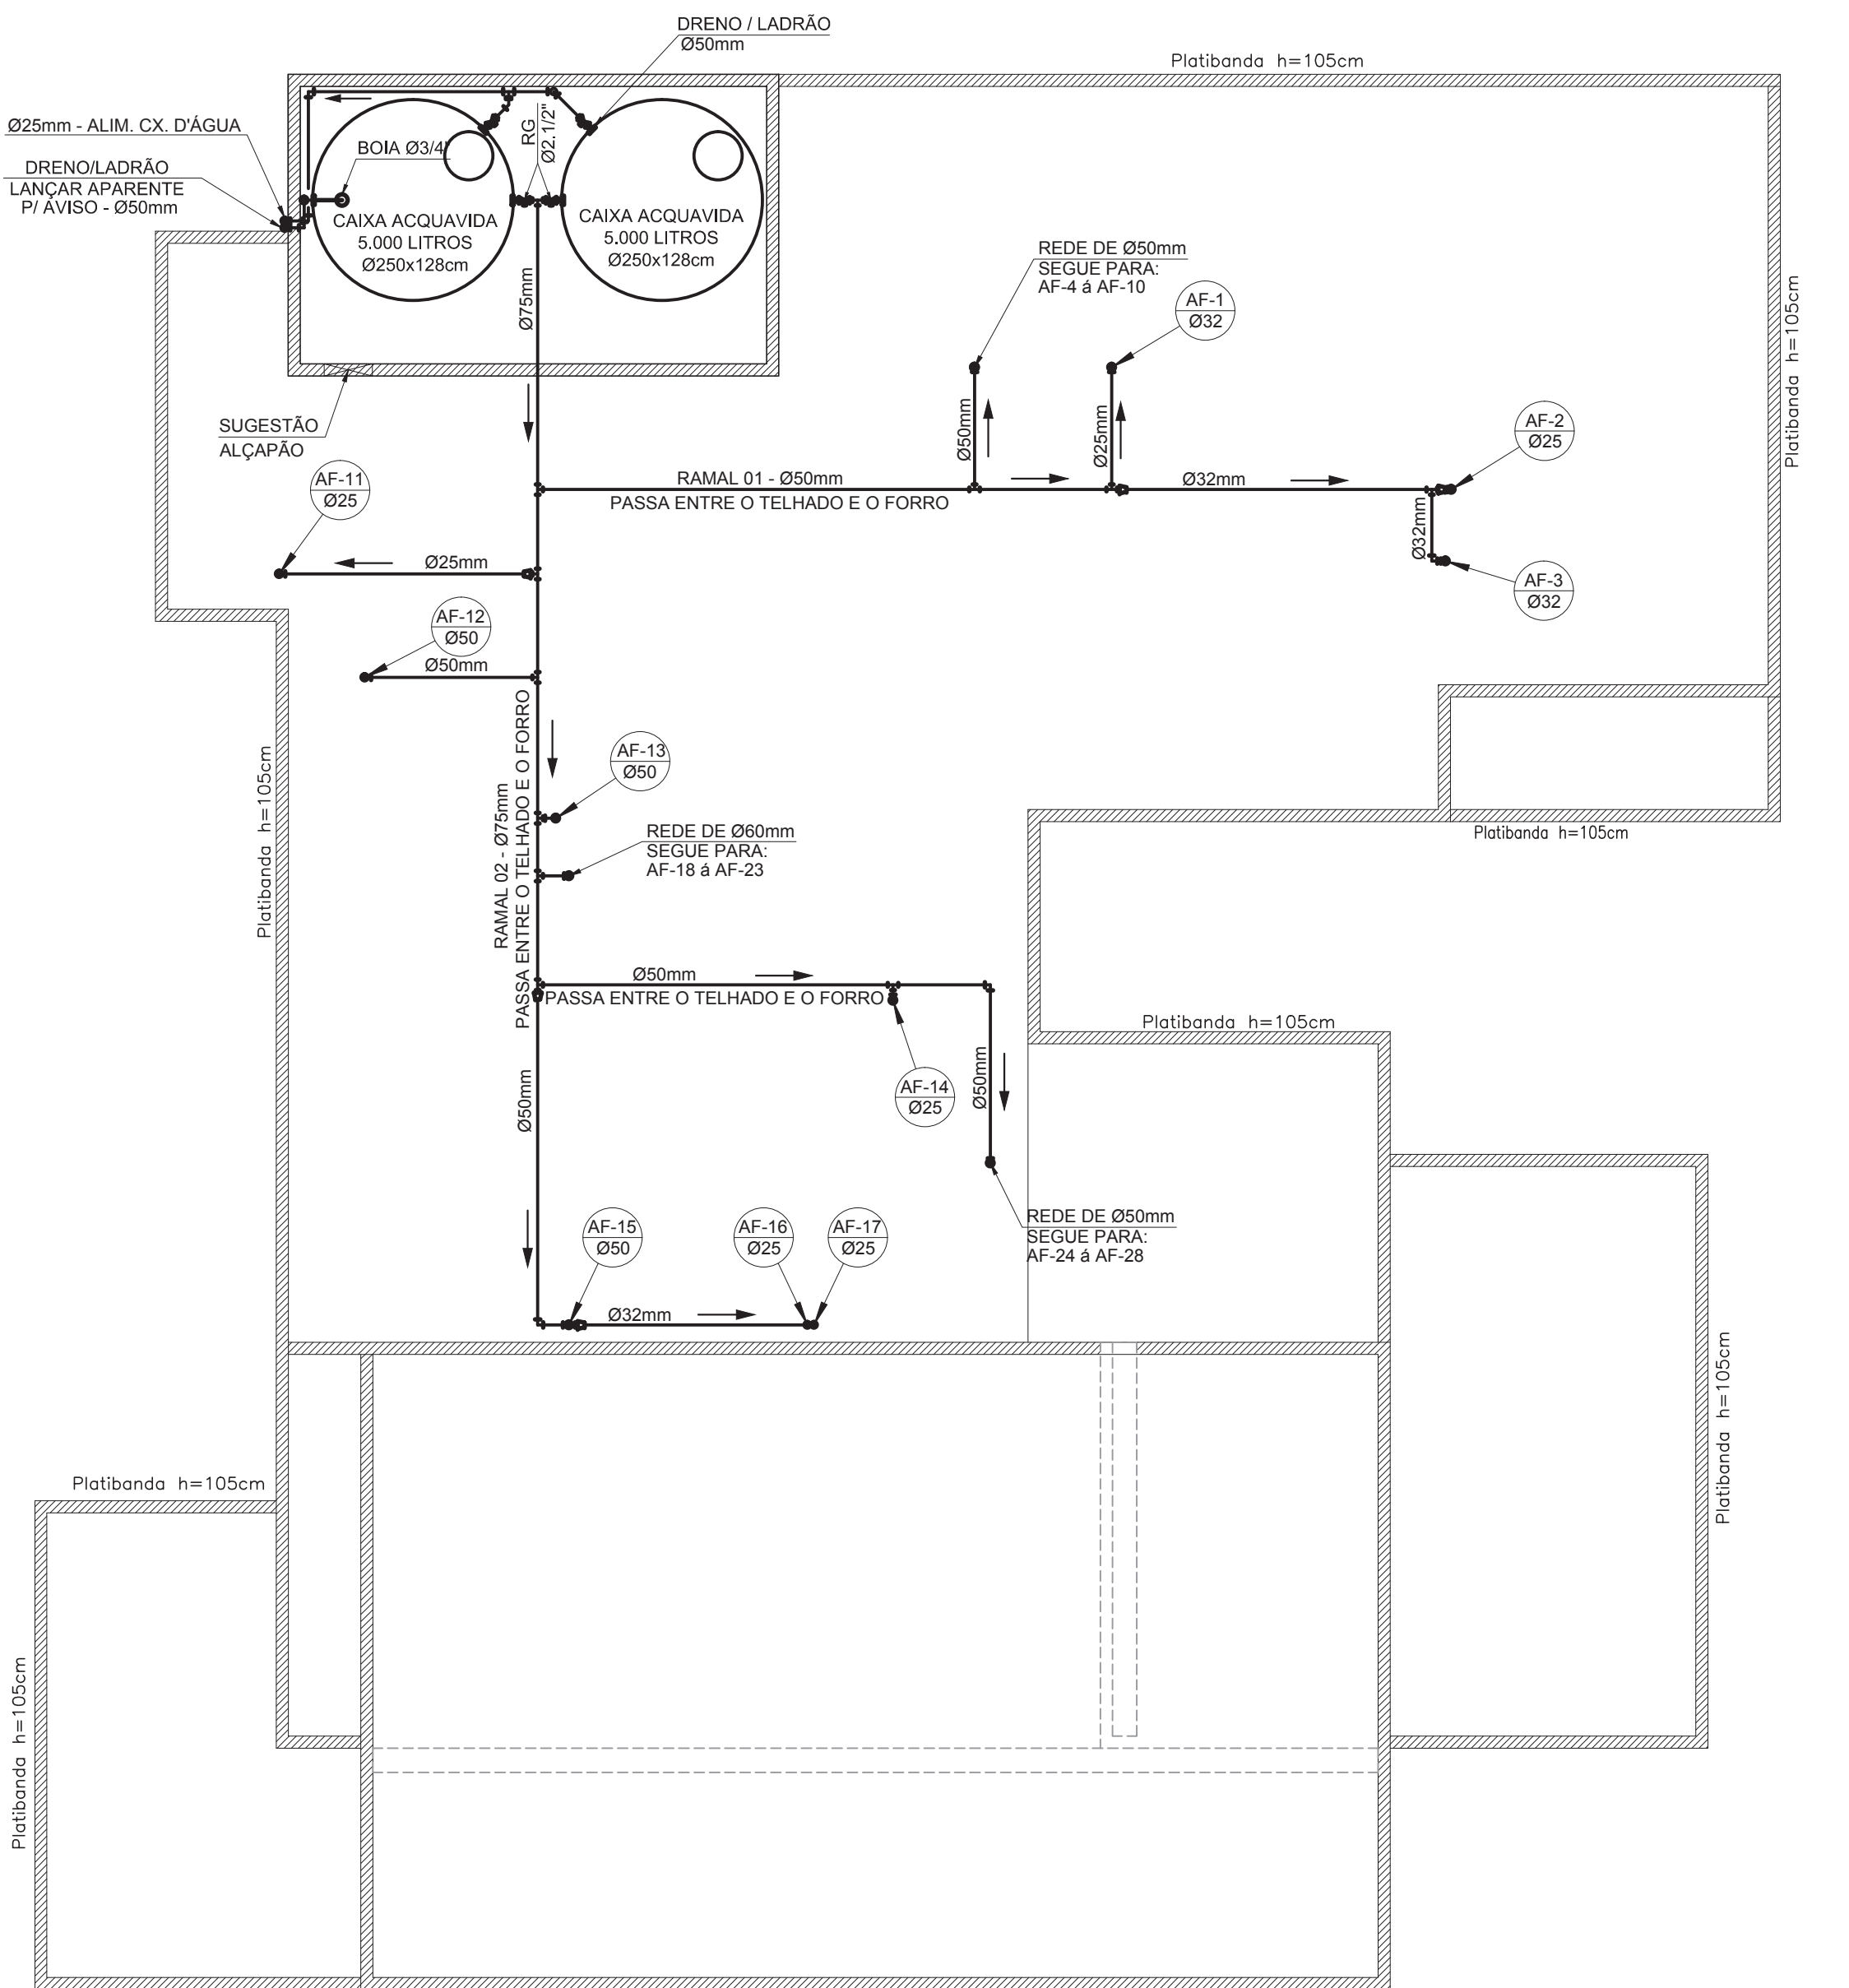 DRENO / LADRÃO
Ø50mm
Platibanda h=105cm
Ø25mm - ALIM. CX. D'ÁGUA
DRENO/LADRÃO
LANÇAR APARENTE
P/ AVISO - Ø50mm
BOIA Ø3/4"
RG
Ø2.1/2"
CAIXA ACQUAVIDA
5.000 LITROS
Ø250x128cm
CAIXA ACQUAVIDA
5.000 LITROS
Ø250x128cm
Ø75mm
REDE DE Ø50mm
SEGUE PARA:
AF-4 á AF-10
AF-1
Ø32
Platibanda h=105cm
SUGESTÃO
ALÇAPÃO
Ø50mm
Ø25mm
AF-2
Ø25
AF-11
Ø25
RAMAL 01 - Ø50mm
PASSA ENTRE O TELHADO E O FORRO
Ø32mm
Ø32mm
Ø25mm
AF-3
Ø32
AF-12
Ø50
Ø50mm
AF-13
Ø50
Platibanda h=105cm
RAMAL 02 - Ø75mm
PASSA ENTRE O TELHADO E O FORRO
REDE DE Ø60mm
SEGUE PARA:
AF-18 á AF-23
Platibanda h=105cm
Ø50mm
PASSA ENTRE O TELHADO E O FORRO
Platibanda h=105cm
Ø50mm
AF-14
Ø25
Ø50mm
AF-15
Ø50
AF-16
Ø25
AF-17
Ø25
REDE DE Ø50mm
SEGUE PARA:
AF-24 á AF-28
Ø32mm
Platibanda h=105cm
Platibanda h=105cm
Platibanda h=105cm